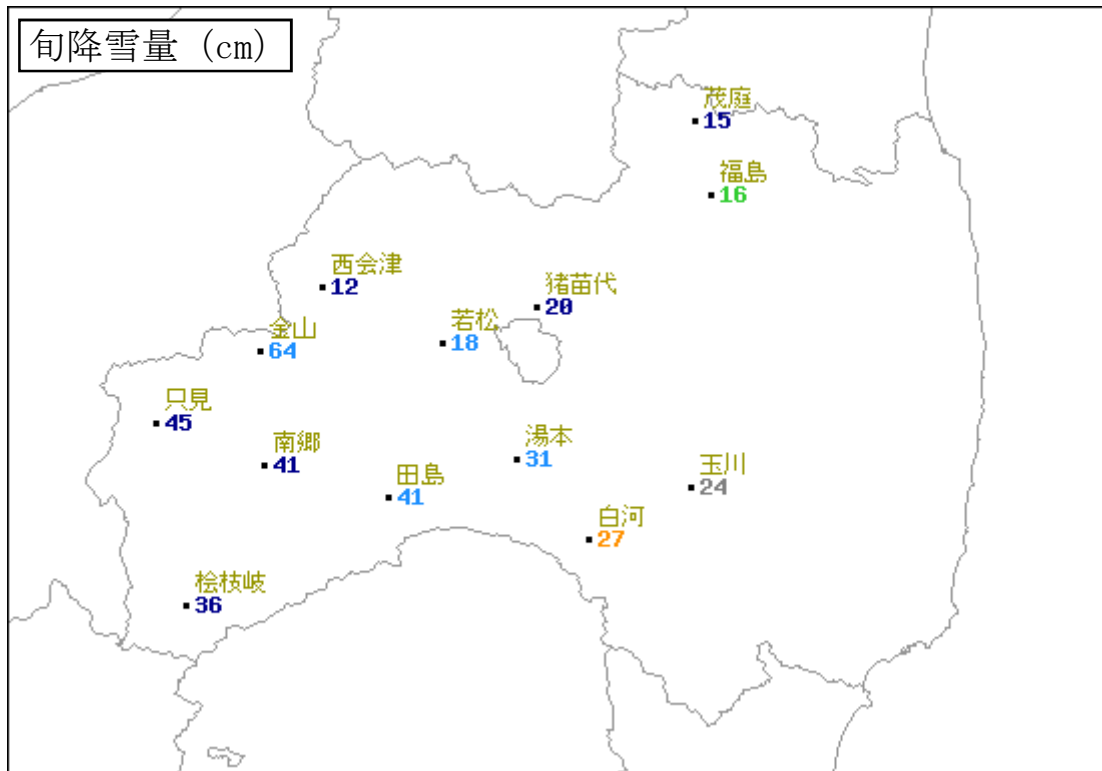 旬降雪量 (cm)
茂庭
15
福島
16
西会津
12
猪苗代
20
金山
64
若松
18
只見
45
南郷
41
田島
41
湯本
31
玉川
24
白河
27
桧枝岐
36